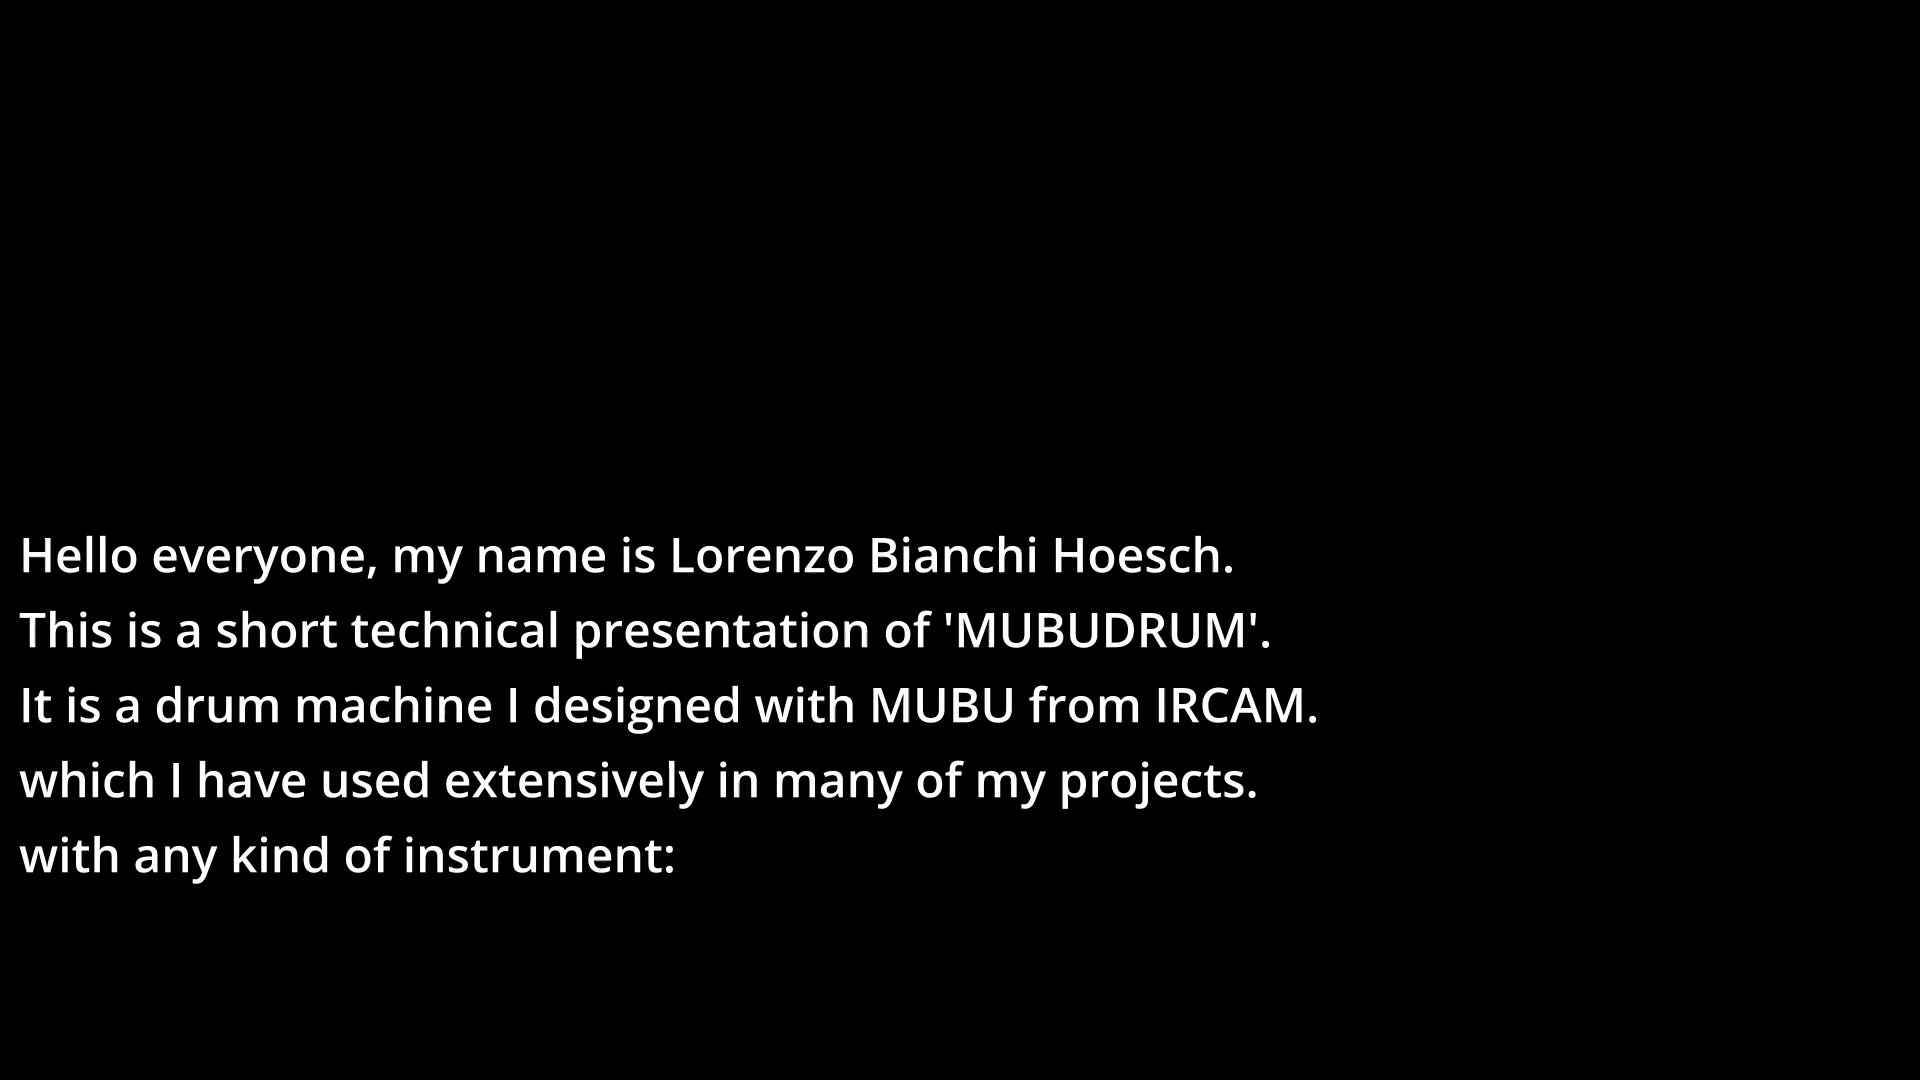 Hello everyone, my name is Lorenzo Bianchi Hoesch.
This is a short technical presentation of 'MUBUDRUM'.
It is a drum machine I designed with MUBU from IRCAM.
which I have used extensively in many of my projects.
with any kind of instrument: